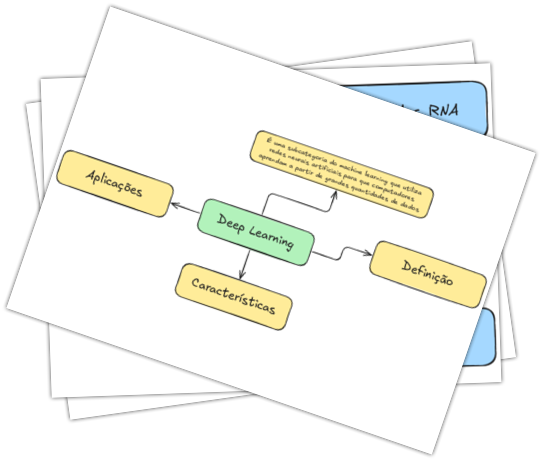 RNA
É uma subcategoria do machine learning que utiliza
redes neurais artificiais para que computadores
aprendam a partir de grandes quantidades de dados
Aplicações
Deep Learning
Definição
Características